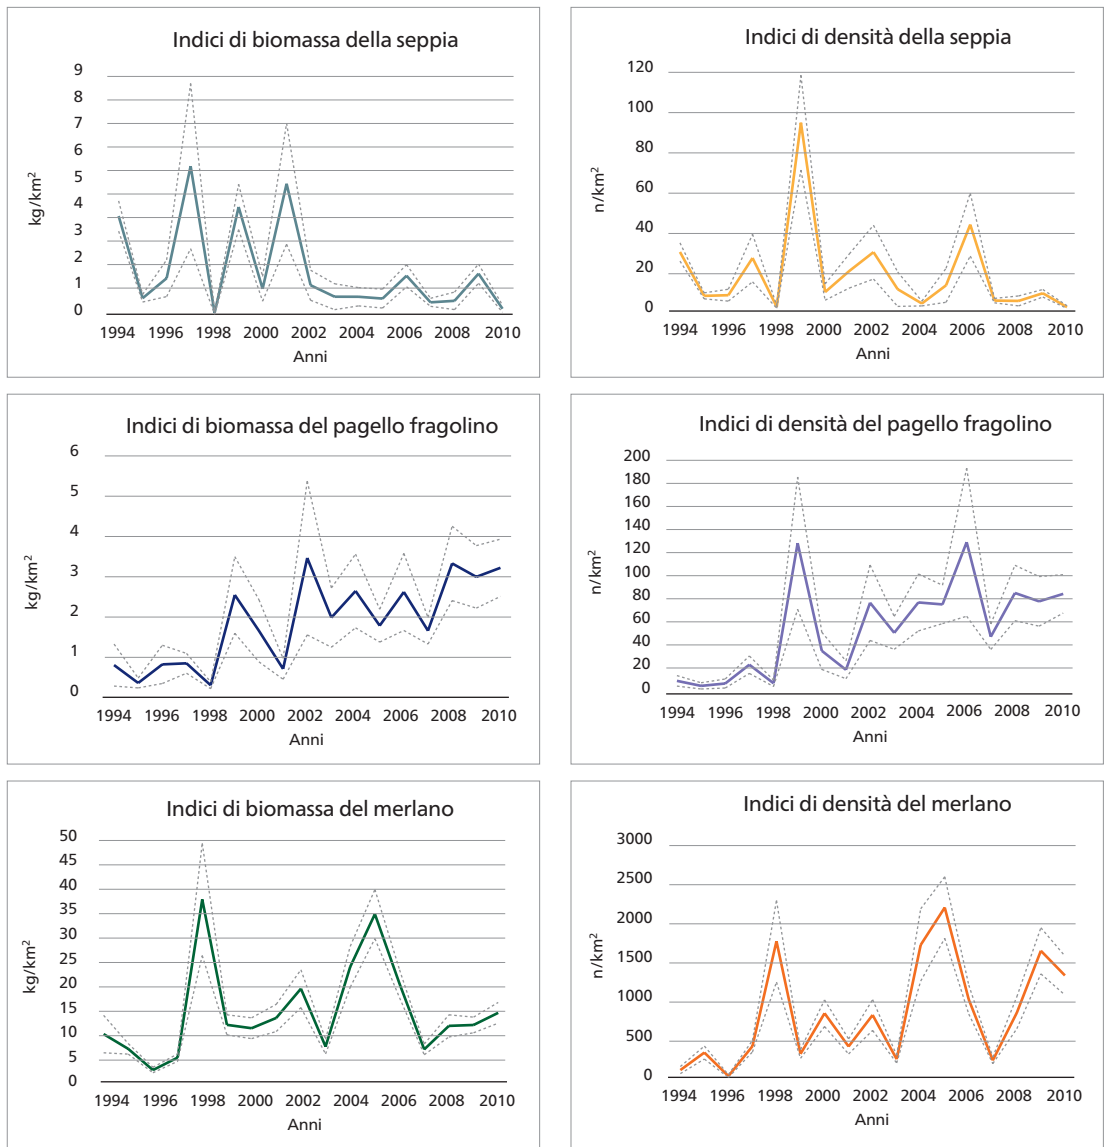 Indici di biomassa della seppia
9
8
7
6
5
4
3
2
1
0
kg/km²
1994 1996 1998 2000 2002 2004 2006 2008 2010
Anni
Indici di densità della seppia
120
100
80
60
40
20
0
n/km²
1994 1996 1998 2000 2002 2004 2006 2008 2010
Anni
Indici di biomassa del pagello fragolino
6
5
4
3
2
1
0
kg/km²
1994 1996 1998 2000 2002 2004 2006 2008 2010
Anni
Indici di densità del pagello fragolino
200
180
160
140
120
100
80
60
40
20
0
n/km²
1994 1996 1998 2000 2002 2004 2006 2008 2010
Anni
Indici di biomassa del merlano
50
45
40
35
30
25
20
15
10
5
0
kg/km²
1994 1996 1998 2000 2002 2004 2006 2008 2010
Anni
Indici di densità del merlano
3000
2500
2000
1500
1000
500
0
n/km²
1994 1996 1998 2000 2002 2004 2006 2008 2010
Anni